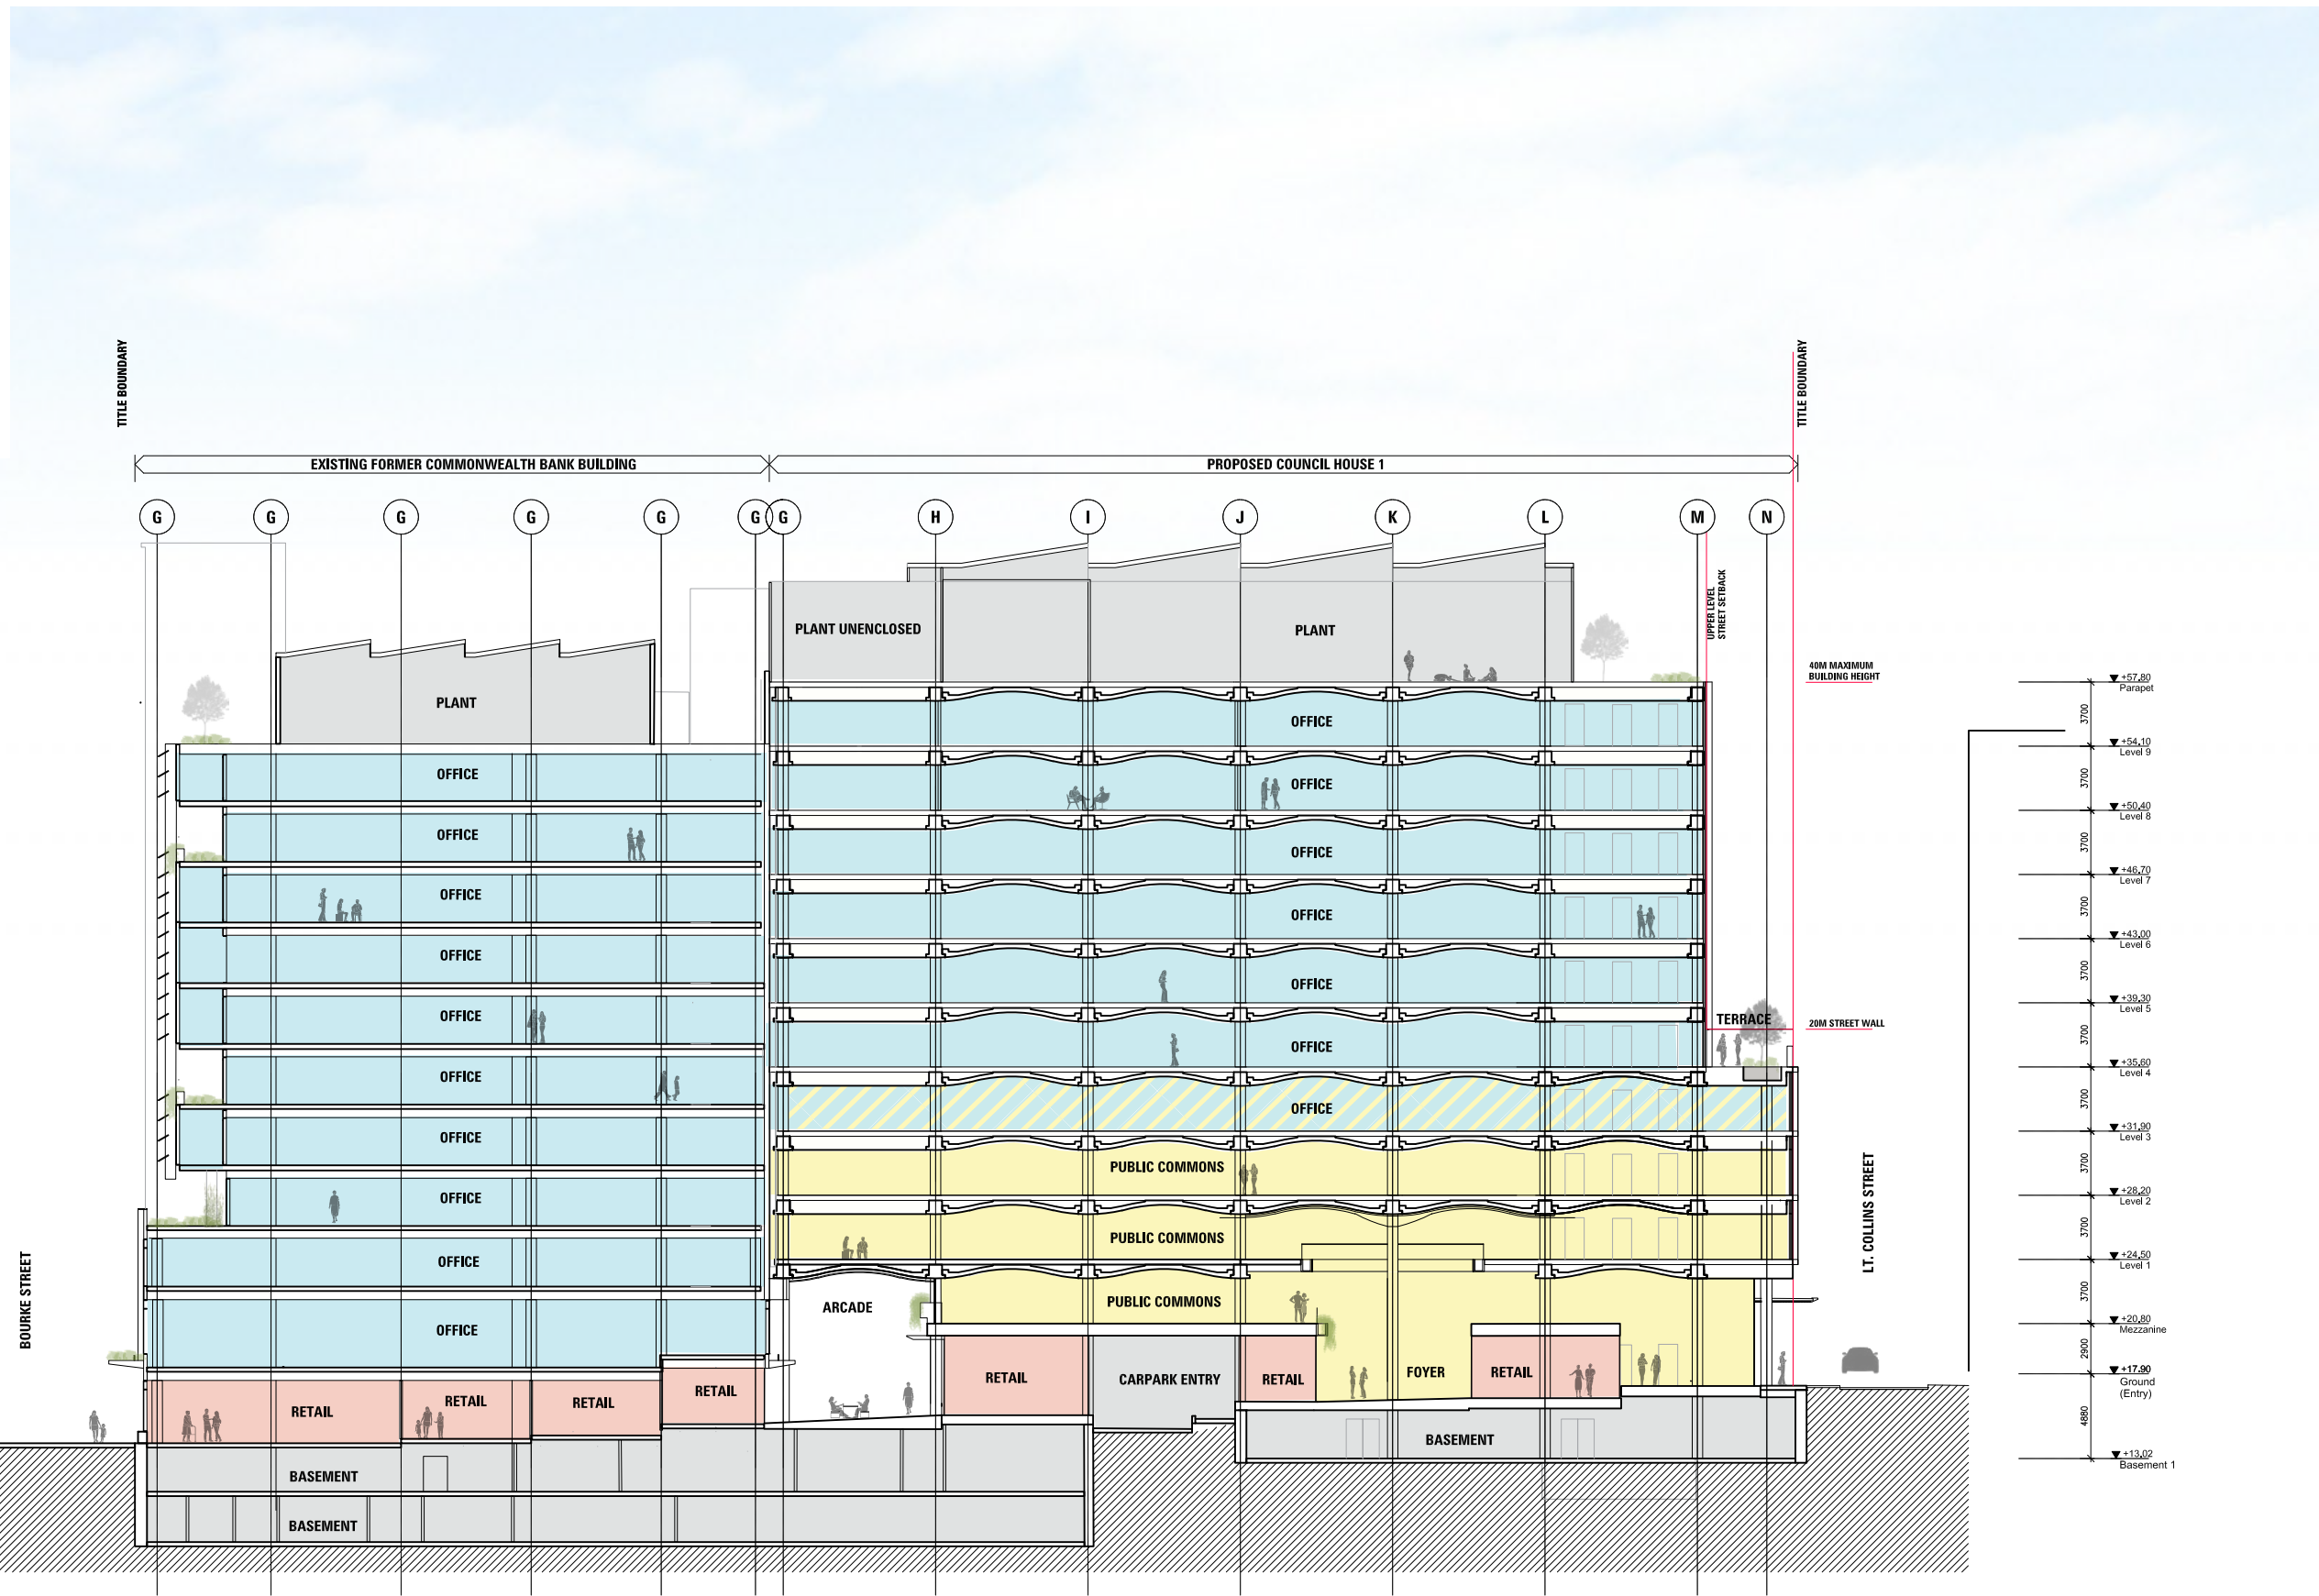 TITLE BOUNDARY
TITLE BOUNDARY
EXISTING FORMER COMMONWEALTH BANK BUILDING
PROPOSED COUNCIL HOUSE 1
G
G
G
G
G
G
G
H
I
J
K
L
M
N
UPPER LEVEL
STREET SETBACK
PLANT UNENCLOSED
PLANT
PLANT
40M MAXIMUM
BUILDING HEIGHT
20M STREET WALL
TERRACE
OFFICE
OFFICE
OFFICE
OFFICE
OFFICE
OFFICE
OFFICE
OFFICE
OFFICE
OFFICE
RETAIL
RETAIL
RETAIL
RETAIL
BASEMENT
BASEMENT
OFFICE
OFFICE
OFFICE
OFFICE
OFFICE
OFFICE
OFFICE
PUBLIC COMMONS
PUBLIC COMMONS
PUBLIC COMMONS
ARCADE
RETAIL
CARPARK ENTRY
RETAIL
FOYER
RETAIL
BASEMENT
BOURKE STREET
LT. COLLINS STREET
+57.80
Parapet
3700
+54.10
Level 9
3700
+50.40
Level 8
3700
+46.70
Level 7
3700
+43.00
Level 6
3700
+39.30
Level 5
3700
+35.60
Level 4
3700
+31.90
Level 3
3700
+28.20
Level 2
3700
+24.50
Level 1
3700
+20.80
Mezzanine
2900
+17.90
Ground
(Entry)
4880
+13.02
Basement 1